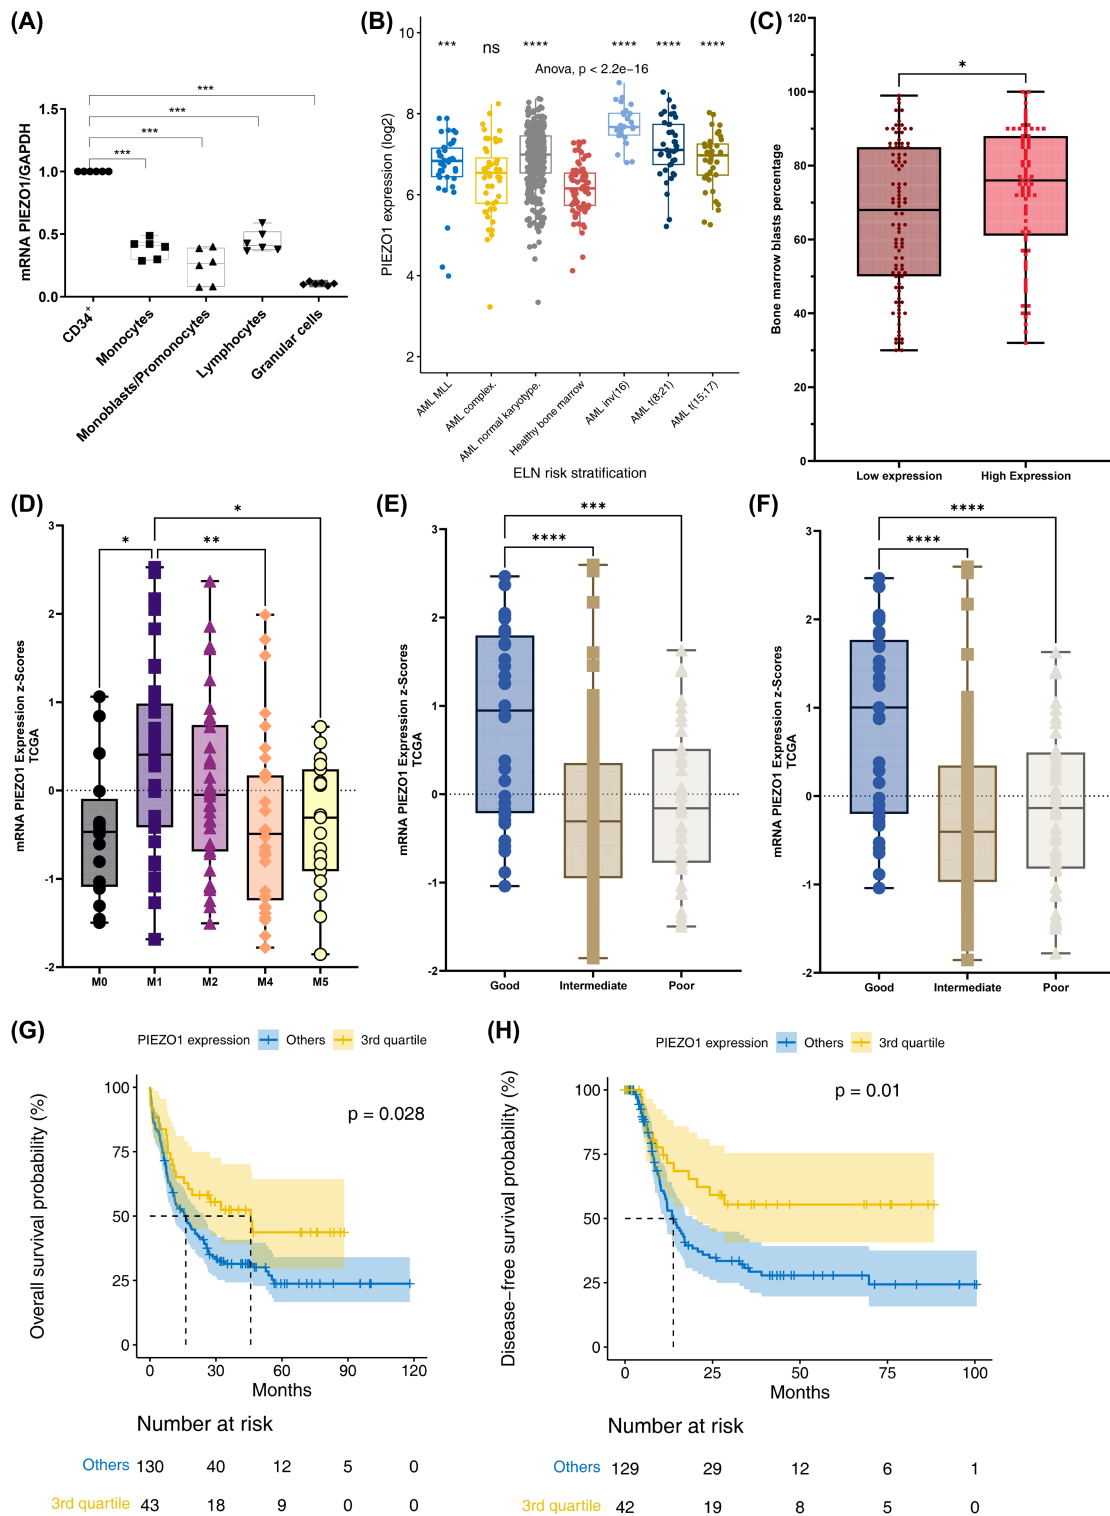 (A)
mRNA PIEZO1/GAPDH
1.5
1.0
0.5
0.0
***
***
***
***
CD34+
Monocytes
Monoblasts/Promonocytes
Lymphocytes
Granular cells
(B)
PIEZO1 expression (log2)
10
8
6
4
2
***
ns
****
****
****
****
Anova, p < 2.2e−16
AML MLL
AML complex.
AML normal karyotype.
Healthy bone marrow
AML inv(16)
AML t(8;21)
AML t(15;17)
ELN risk stratification
(C)
Bone marrow blasts percentage
120
100
80
60
40
20
0
*
Low expression
High Expression
(D)
mRNA PIEZO1 Expression z-Scores
TCGA
3
2
1
0
-1
-2
*
*
**
M0
M1
M2
M4
M5
(E)
mRNA PIEZO1 Expression z-Scores
TCGA
3
2
1
0
-1
-2
***
****
Good
Intermediate
Poor
(F)
mRNA PIEZO1 Expression z-Scores
TCGA
3
2
1
0
-1
-2
****
****
Good
Intermediate
Poor
(G)
PIEZO1 expression
Others
3rd quartile
Overall survival probability (%)
100
75
50
25
0
p = 0.028
0
30
60
90
120
Months
Number at risk
Others 130 40 12 5 0
3rd quartile 43 18 9 0 0
(H)
PIEZO1 expression
Others
3rd quartile
Disease−free survival probability (%)
100
75
50
25
0
p = 0.01
0
25
50
75
100
Months
Number at risk
Others 129 29 12 6 1
3rd quartile 42 19 8 5 0